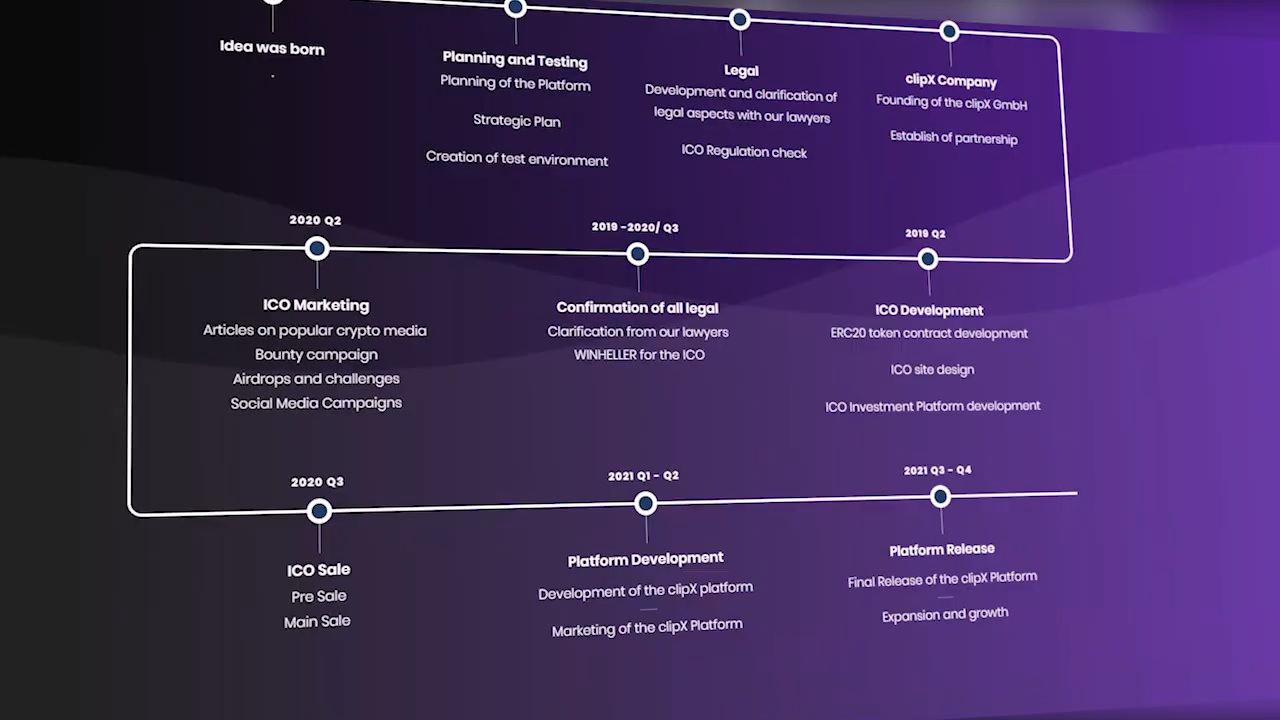 Idea was born
.
Planning and Testing
Planning of the Platform
Strategic Plan
Creation of test environment
Legal
Development and clarification of
legal aspects with our lawyers
ICO Regulation check
clipX Company
Founding of the clipX GmbH
Establish of partnership
2020 Q2
ICO Marketing
Articles on popular crypto media
Bounty campaign
Airdrops and challenges
Social Media Campaigns
2019 -2020/ Q3
Confirmation of all legal
Clarification from our lawyers
WINHELLER for the ICO
2019 Q2
ICO Development
ERC20 token contract development
ICO site design
ICO Investment Platform development
2020 Q3
ICO Sale
Pre Sale
Main Sale
2021 Q1 - Q2
Platform Development
Development of the clipX platform
Marketing of the clipX Platform
2021 Q3 - Q4
Platform Release
Final Release of the clipX Platform
Expansion and growth